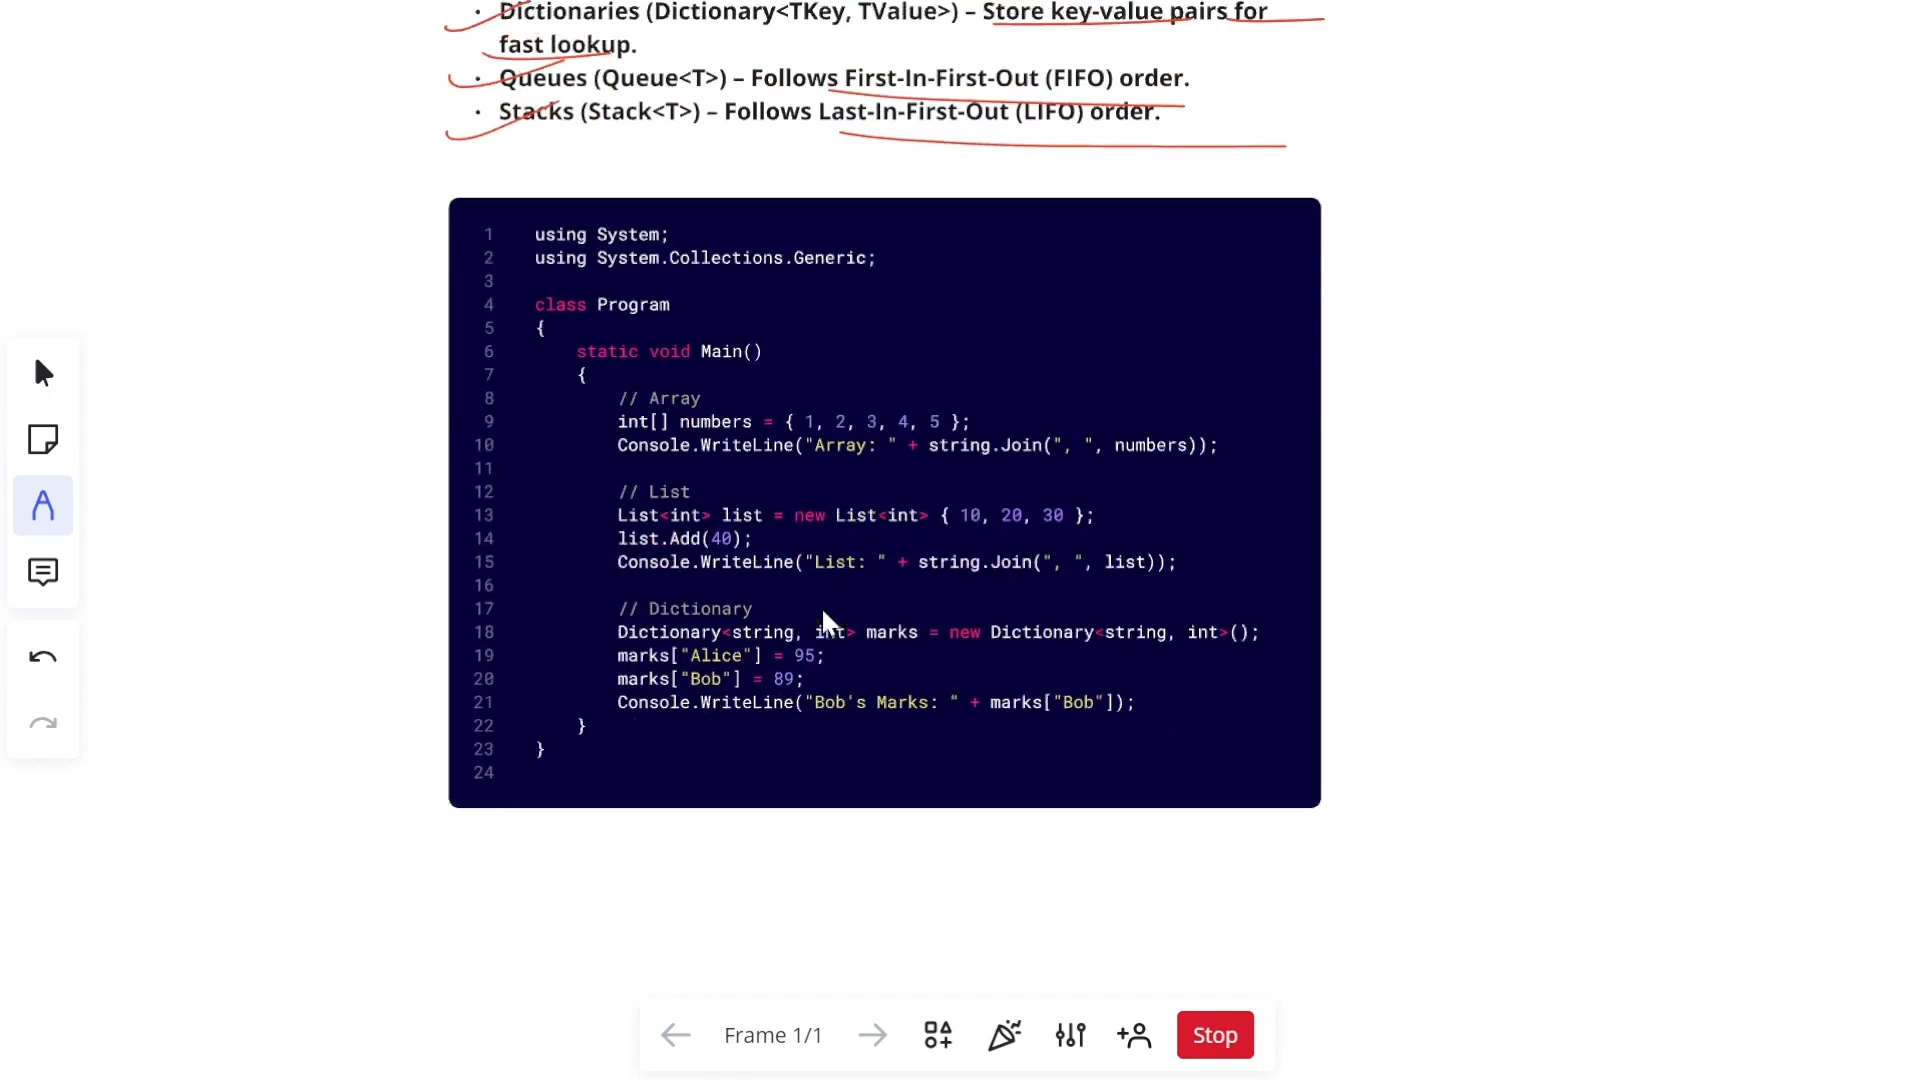 · Dictionaries (Dictionary<TKey, TValue>) – Store key-value pairs for
fast lookup.
· Queues (Queue<T>) – Follows First-In-First-Out (FIFO) order.
· Stacks (Stack<T>) – Follows Last-In-First-Out (LIFO) order.
1 using System;
2 using System.Collections.Generic;
3
4 class Program
5 {
6     static void Main()
7     {
8         // Array
9         int[] numbers = { 1, 2, 3, 4, 5 };
10         Console.WriteLine("Array: " + string.Join(", ", numbers));
11
12         // List
13         List<int> list = new List<int> { 10, 20, 30 };
14         list.Add(40);
15         Console.WriteLine("List: " + string.Join(", ", list));
16
17         // Dictionary
18         Dictionary<string, int> marks = new Dictionary<string, int>();
19         marks["Alice"] = 95;
20         marks["Bob"] = 89;
21         Console.WriteLine("Bob's Marks: " + marks["Bob"]);
22     }
23 }
24
Frame 1/1
Stop